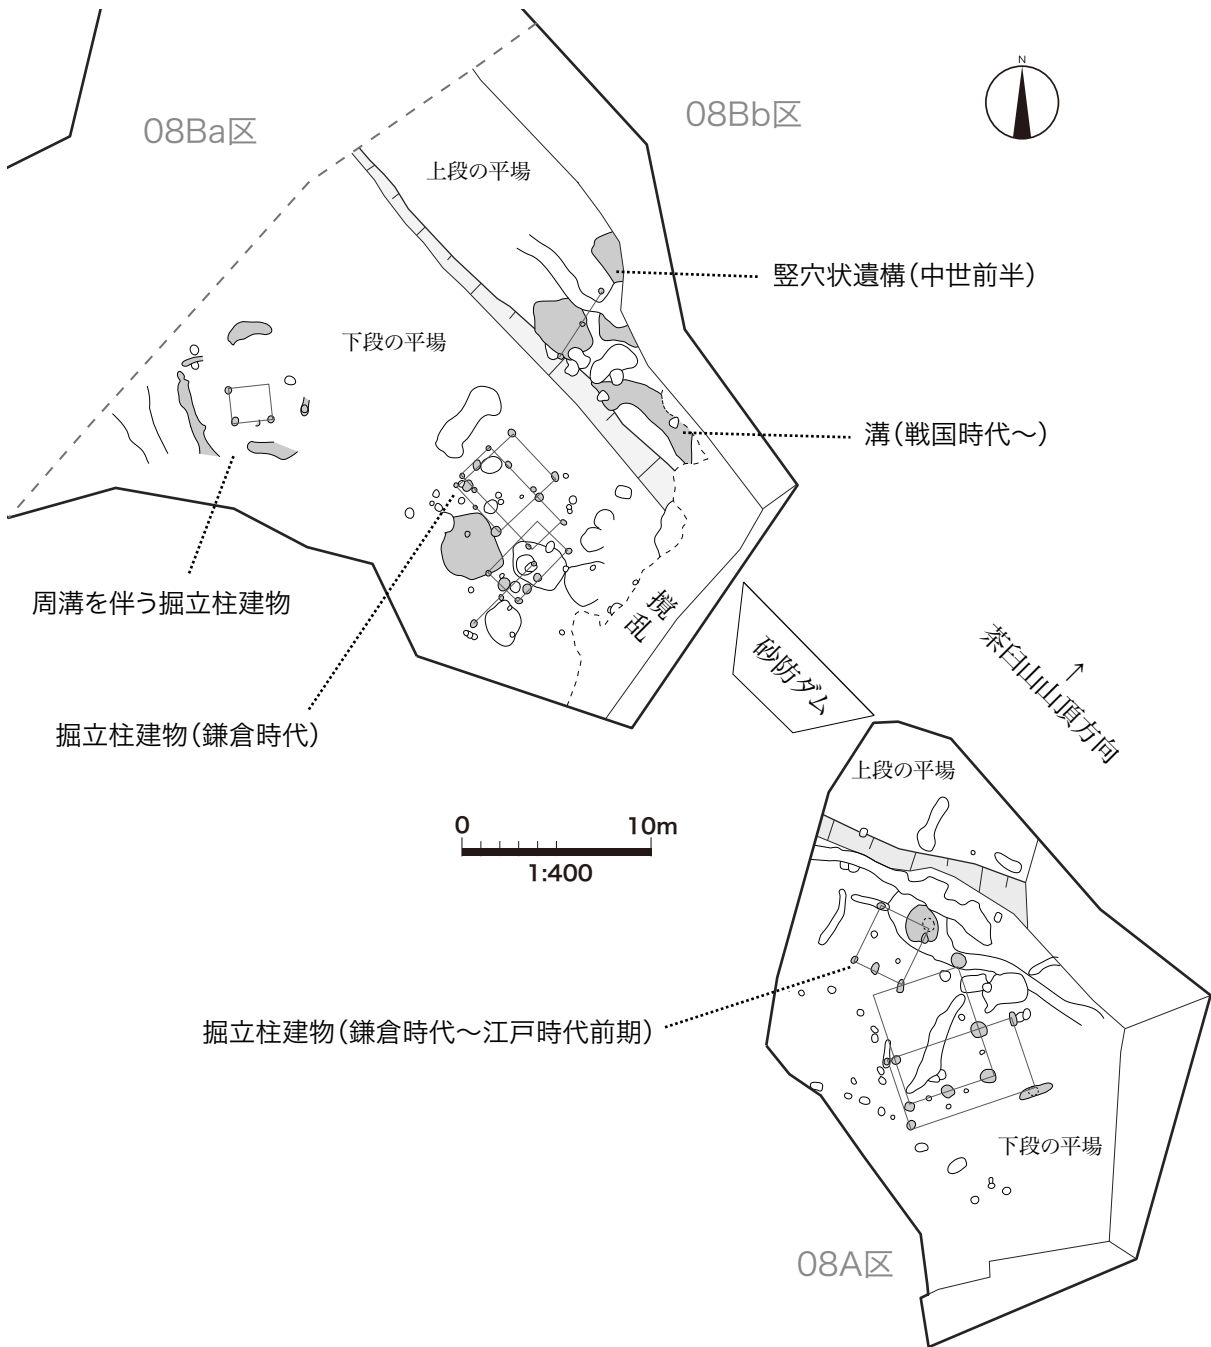 N
08Ba区
08Bb区
上段の平場
竪穴状遺構（中世前半）
下段の平場
溝（戦国時代〜）
周溝を伴う掘立柱建物
撹乱
砂防ダム
茶臼山山頂方向
→
掘立柱建物（鎌倉時代）
上段の平場
0 10m
1:400
掘立柱建物（鎌倉時代〜江戸時代前期）
下段の平場
08A区